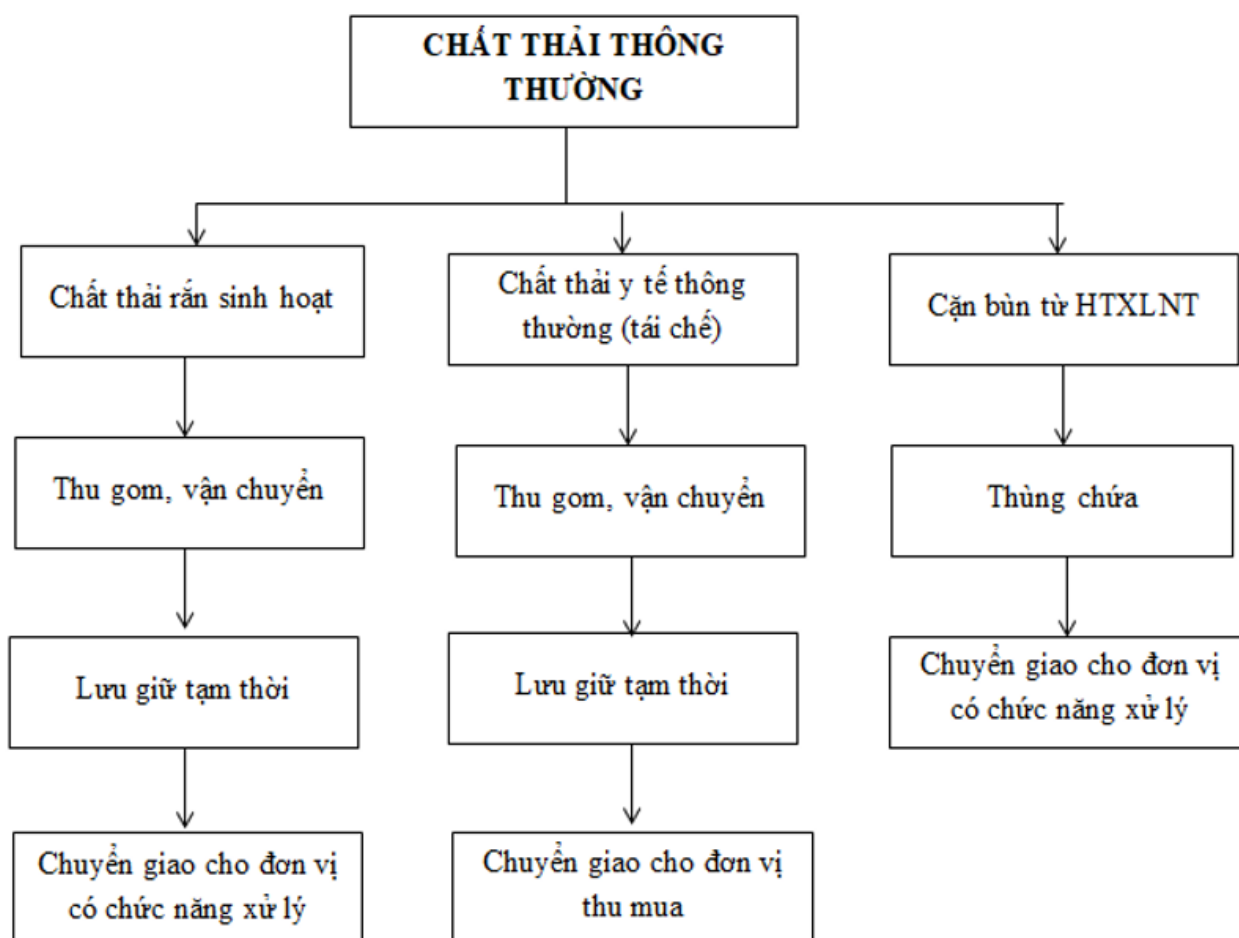 CHẤT THẢI THÔNG
THƯỜNG
Chất thải rắn sinh hoạt
Chất thải y tế thông
thường (tái chế)
Cặn bùn từ HTXLNT
Thu gom, vận chuyển
Thu gom, vận chuyển
Thùng chứa
Lưu giữ tạm thời
Lưu giữ tạm thời
Chuyển giao cho đơn vị
có chức năng xử lý
Chuyển giao cho đơn vị
có chức năng xử lý
Chuyển giao cho đơn vị
thu mua